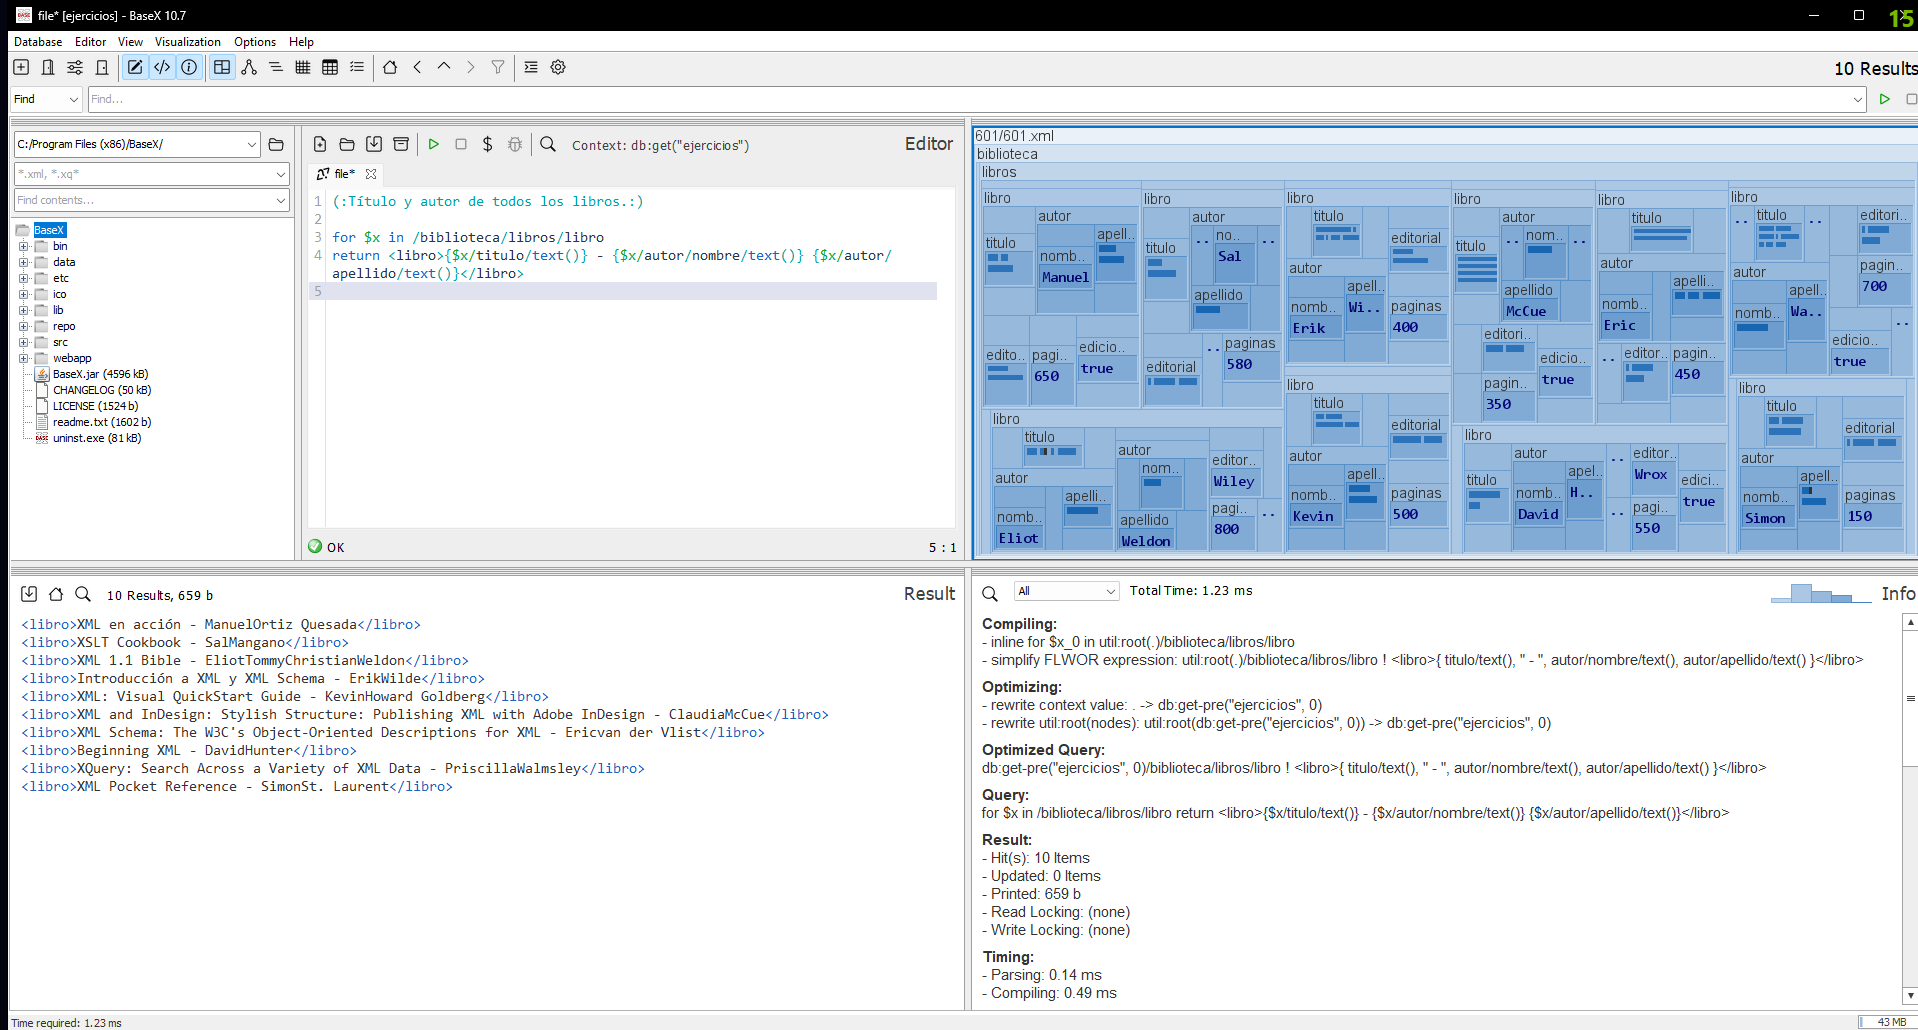 file* [ejercicios] - BaseX 10.7
15
Database Editor View Visualization Options Help
10 Results
Find
Find...
C:/Program Files (x86)/BaseX/
*.xml, *.xq*
Find contents...
BaseX
bin
data
etc
ico
lib
repo
src
webapp
BaseX.jar (4596 kB)
CHANGELOG (50 kB)
LICENSE (1524 b)
readme.txt (1602 b)
uninst.exe (81 kB)
Context: db:get("ejercicios")
Editor
file*
1 (:Título y autor de todos los libros.:)
2
3 for $x in /biblioteca/libros/libro
4 return <libro>{$x/titulo/text()} - {$x/autor/nombre/text()} {$x/autor/
apellido/text()}</libro>
5
OK
5 : 1
601/601.xml
biblioteca
libros
libro
titulo
autor
nomb..
Manuel
apell..
edito..
pagi..
650
edicio..
true
libro
titulo
autor
..
no..
Sal
..
apellido
editorial
..
paginas
580
libro
titulo
autor
nomb..
Erik
apell..
Wi..
editorial
paginas
400
libro
titulo
autor
..
nom..
..
apellido
McCue
editori..
pagin..
350
edicio..
true
libro
titulo
autor
nomb..
Eric
apelli..
..
editor..
pagin..
450
libro
..
titulo
..
autor
nomb..
apell..
Wa..
editori..
pagin..
700
edicio..
true
..
libro
titulo
autor
nomb..
Eliot
apelli..
autor
nom..
apellido
Weldon
editor..
Wiley
pagi..
800
..
libro
titulo
autor
nomb..
Kevin
apell..
editorial
paginas
500
libro
titulo
autor
nomb..
David
apel..
H..
..
editor..
Wrox
..
pagi..
550
edici..
true
libro
titulo
autor
nomb..
Simon
apelli..
editorial
paginas
150
10 Results, 659 b
Result
<libro>XML en acción - ManuelOrtiz Quesada</libro>
<libro>XSLT Cookbook - SalMangano</libro>
<libro>XML 1.1 Bible - EliotTommyChristianWeldon</libro>
<libro>Introducción a XML y XML Schema - ErikWilde</libro>
<libro>XML: Visual QuickStart Guide - KevinHoward Goldberg</libro>
<libro>XML and InDesign: Stylish Structure: Publishing XML with Adobe InDesign - ClaudiaMcCue</libro>
<libro>XML Schema: The W3C's Object-Oriented Descriptions for XML - Ericvan der Vlist</libro>
<libro>Beginning XML - DavidHunter</libro>
<libro>XQuery: Search Across a Variety of XML Data - PriscillaWalmsley</libro>
<libro>XML Pocket Reference - SimonSt. Laurent</libro>
All
Total Time: 1.23 ms
Info
Compiling:
- inline for $x_0 in util:root(.)/biblioteca/libros/libro
- simplify FLWOR expression: util:root(.)/biblioteca/libros/libro ! <libro>{ titulo/text(), " - ", autor/nombre/text(), autor/apellido/text() }</libro>
Optimizing:
- rewrite context value: . -> db:get-pre("ejercicios", 0)
- rewrite util:root(nodes): util:root(db:get-pre("ejercicios", 0)) -> db:get-pre("ejercicios", 0)
Optimized Query:
db:get-pre("ejercicios", 0)/biblioteca/libros/libro ! <libro>{ titulo/text(), " - ", autor/nombre/text(), autor/apellido/text() }</libro>
Query:
for $x in /biblioteca/libros/libro return <libro>{$x/titulo/text()} - {$x/autor/nombre/text()} {$x/autor/apellido/text()}</libro>
Result:
- Hit(s): 10 Items
- Updated: 0 Items
- Printed: 659 b
- Read Locking: (none)
- Write Locking: (none)
Timing:
- Parsing: 0.14 ms
- Compiling: 0.49 ms
Time required: 1.23 ms
43 MB